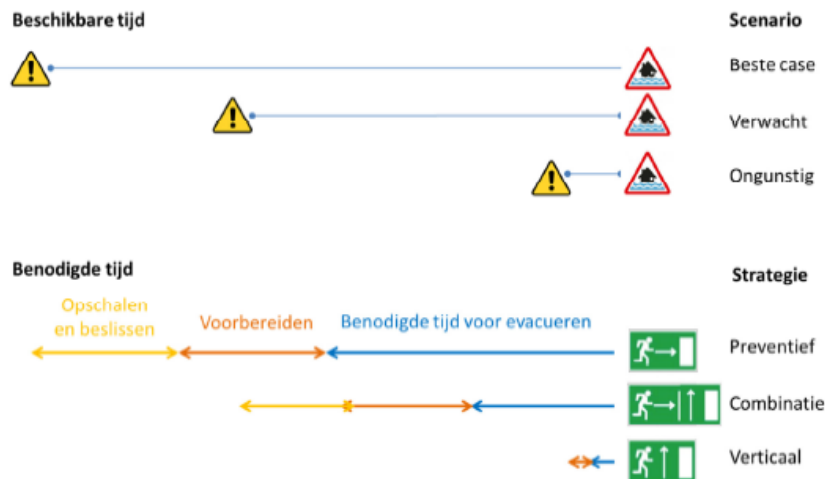 Beschikbare tijd
Scenario
Beste case
Verwacht
Ongunstig
Benodigde tijd
Strategie
Opschalen
en beslissen
Voorbereiden
Benodigde tijd voor evacueren
Preventief
Combinatie
Verticaal